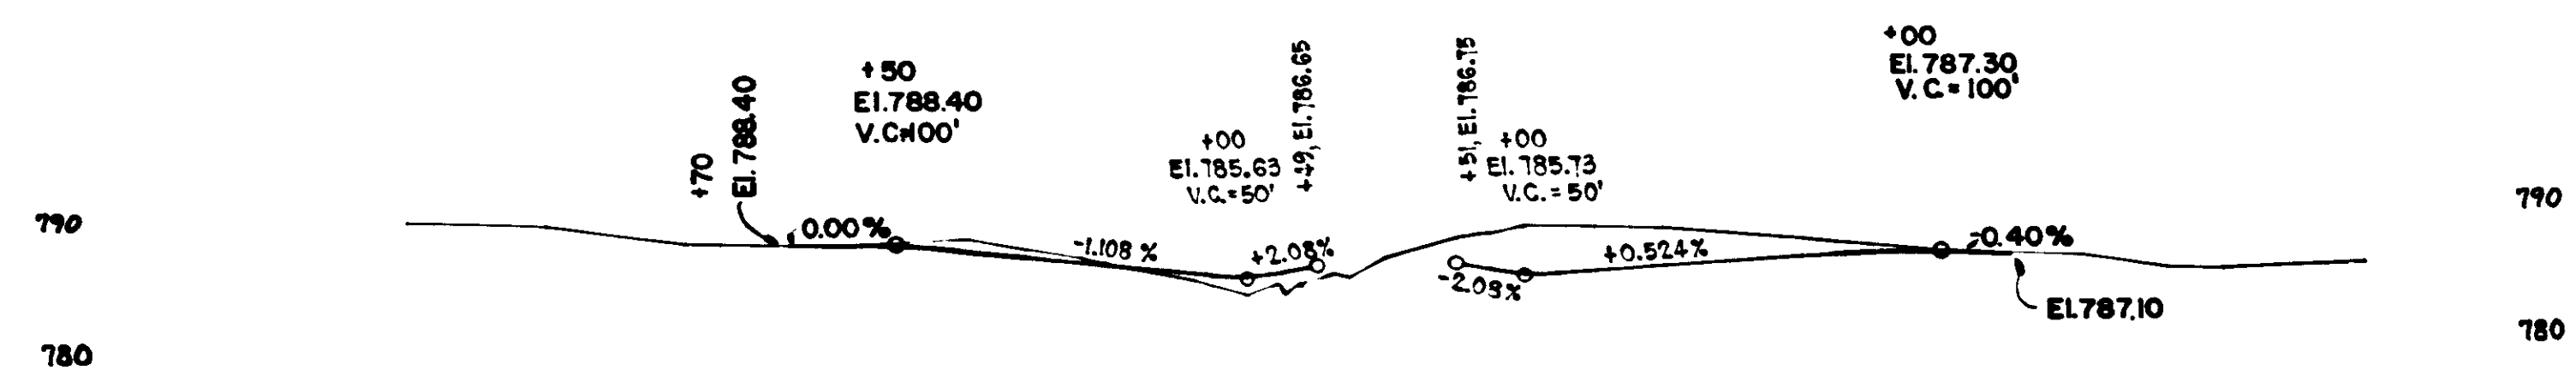 +70
El. 788.40
+50
El.788.40
V.C=100'
+00
El.785.63
V.C.=50'
+49, El.786.65
+51, El.786.75
+00
El.785.73
V.C. = 50'
+00
El.787.30
V.C.=100'
790
790
0.00%
-1.108%
+2.08%
-2.08%
+0.524%
-0.40%
El.787.10
780
780